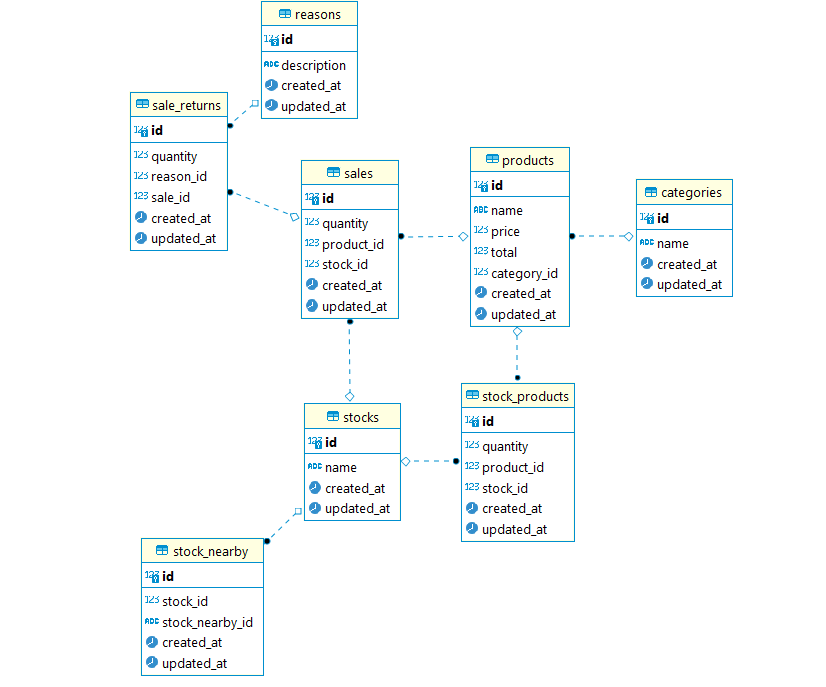 reasons
123 id
ABC description
created_at
updated_at
sale_returns
123 id
123 quantity
123 reason_id
123 sale_id
created_at
updated_at
sales
123 id
123 quantity
123 product_id
123 stock_id
created_at
updated_at
products
123 id
ABC name
123 price
123 total
123 category_id
created_at
updated_at
categories
123 id
ABC name
created_at
updated_at
stocks
123 id
ABC name
created_at
updated_at
stock_products
123 id
123 quantity
123 product_id
123 stock_id
created_at
updated_at
stock_nearby
123 id
123 stock_id
ABC stock_nearby_id
created_at
updated_at